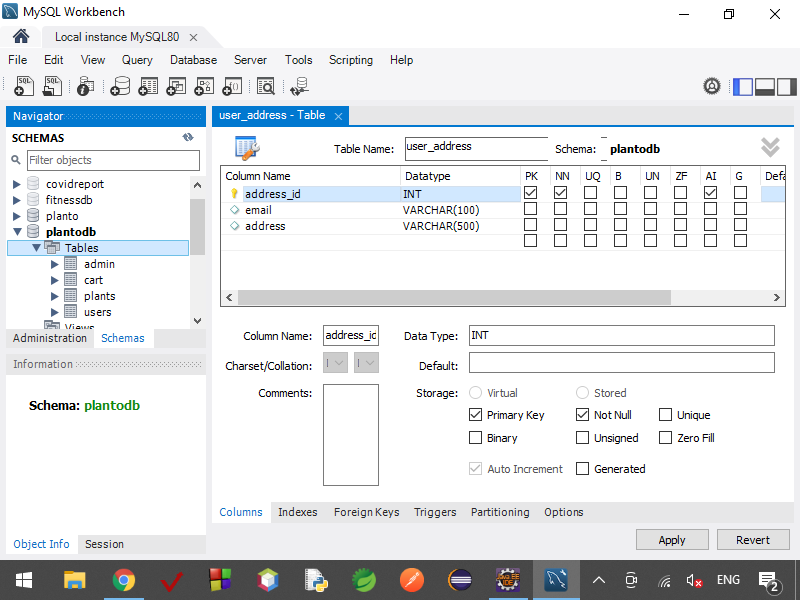 MySQL Workbench
Local instance MySQL80
File Edit View Query Database Server Tools Scripting Help
SQL SQL
Navigator
SCHEMAS
Filter objects
covidreport
fitnessdb
planto
plantodb
Tables
admin
cart
plants
users
Views
Administration Schemas
Information
Schema: plantodb
Object Info Session
user_address - Table
Table Name: user_address Schema: plantodb
Column Name Datatype PK NN UQ B UN ZF AI G Defa
address_id INT
email VARCHAR(100)
address VARCHAR(500)
Column Name: address_id Data Type: INT
Charset/Collation: Default:
Comments: Storage: Virtual Stored
Primary Key Not Null Unique
Binary Unsigned Zero Fill
Auto Increment Generated
Columns Indexes Foreign Keys Triggers Partitioning Options
Apply Revert
ENG 2